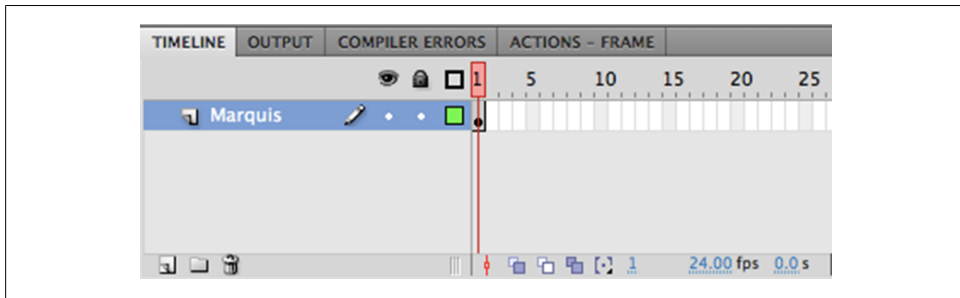 TIMELINE OUTPUT COMPILER ERRORS ACTIONS – FRAME
1 5 10 15 20 25
Marquis
1 24.00 fps 0.0 s